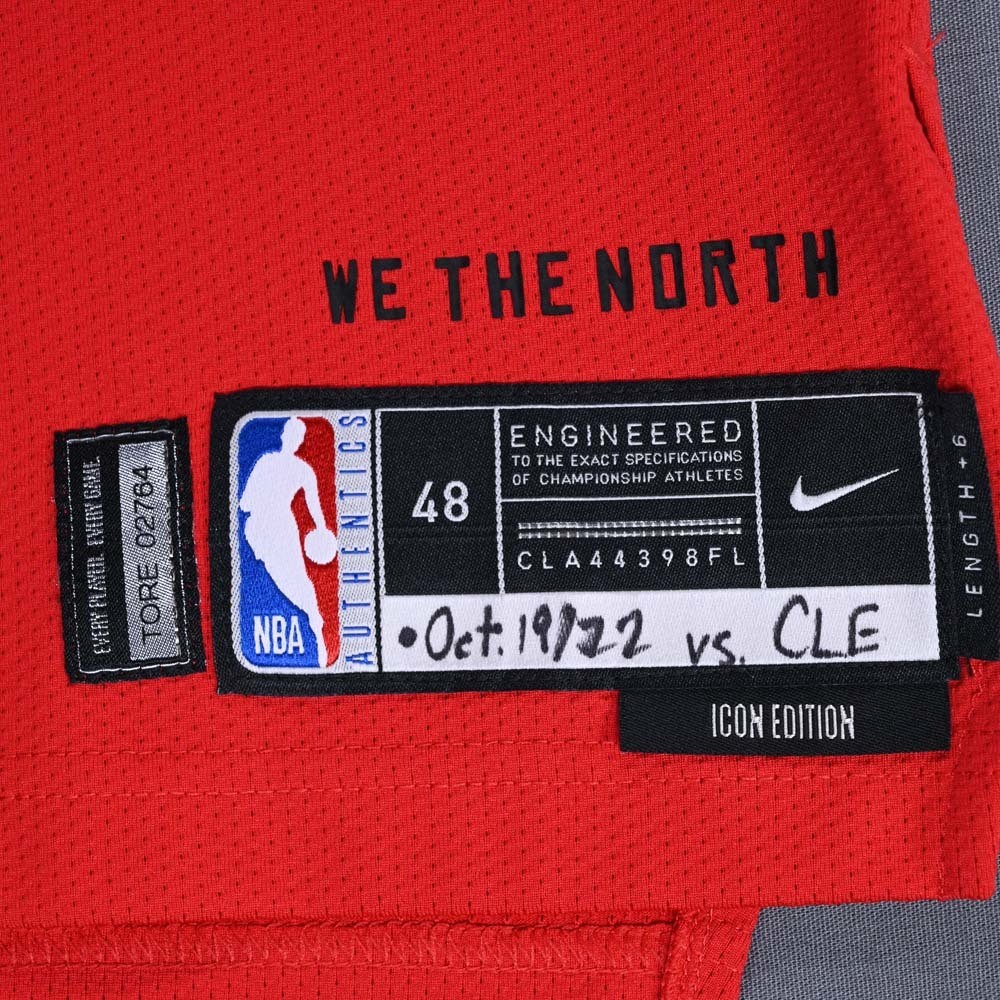 WE THE NORTH
EVERY PLAYER. EVERY GAME
TORE 02764
NBA
AUTHENTICS
48
ENGINEERED
TO THE EXACT SPECIFICATIONS
OF CHAMPIONSHIP ATHLETES
CLA44398FL
•Oct. 19/22 vs. CLE
LENGTH+6
ICON EDITION